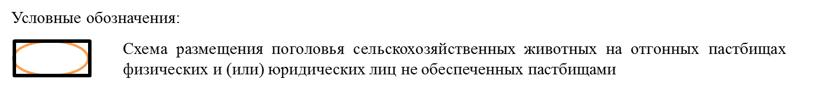 Условные обозначения:
Схема размещения поголовья сельскохозяйственных животных на отгонных пастбищах
физических и (или) юридических лиц не обеспеченных пастбищами